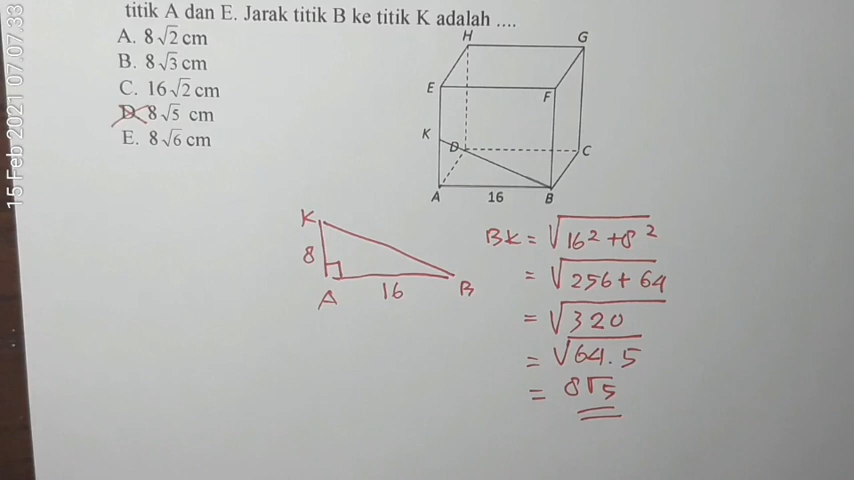 titik A dan E. Jarak titik B ke titik K adalah ....
A. 8√2 cm
B. 8√3 cm
C. 16√2 cm
D. 8√5 cm
E. 8√6 cm
H
G
E
F
K
D
C
A
16
B
K
8
A
16
B
BK = √16² + 8²
= √256 + 64
= √320
= √64.5
= 8√5
15 Feb 2021 07.07.33